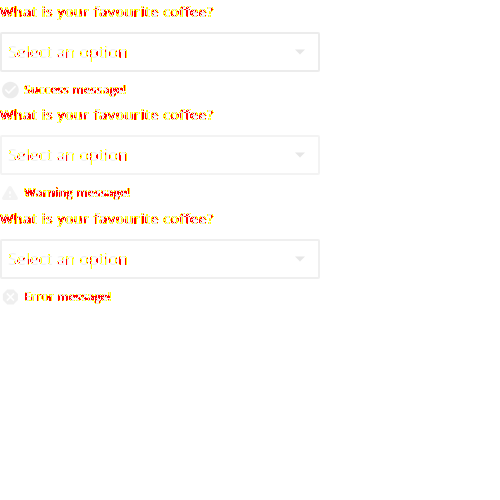 What is your favourite coffee?
Select an option
Success message!
What is your favourite coffee?
Select an option
Warning message!
What is your favourite coffee?
Select an option
Error message!